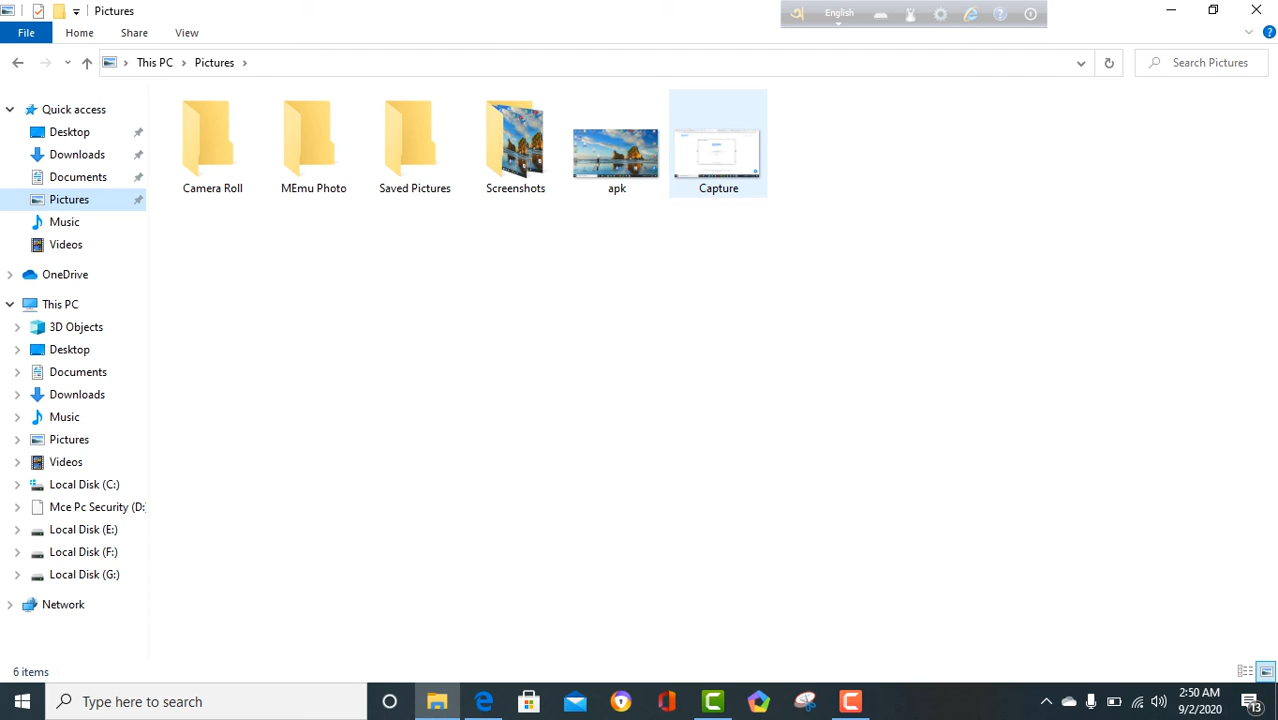 Pictures
English
File Home Share View
This PC Pictures
Search Pictures
Quick access
Desktop
Downloads
Documents
Pictures
Music
Videos
OneDrive
This PC
3D Objects
Desktop
Documents
Downloads
Music
Pictures
Videos
Local Disk (C:)
Mce Pc Security (D:)
Local Disk (E:)
Local Disk (F:)
Local Disk (G:)
Network
Camera Roll MEmu Photo Saved Pictures Screenshots apk Capture
6 items
Type here to search
2:50 AM
9/2/2020
13